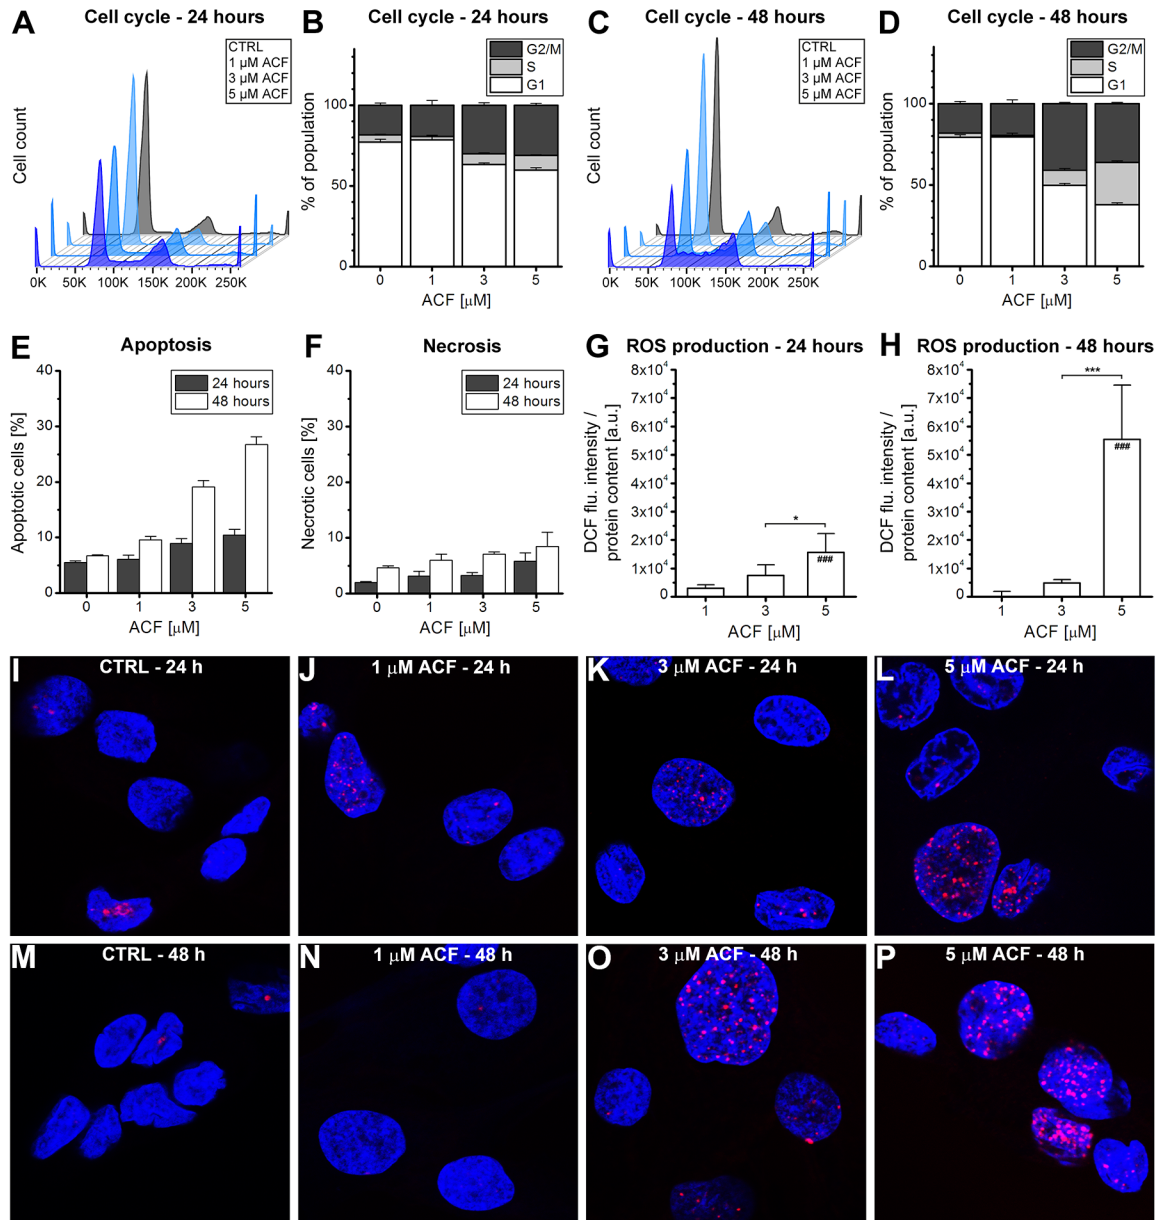 A Cell cycle - 24 hours
CTRL
1 µM ACF
3 µM ACF
5 µM ACF
Cell count
0K 50K 100K 150K 200K 250K
B Cell cycle - 24 hours
G2/M
S
G1
% of population
100
50
0
0 1 3 5
ACF [µM]
C Cell cycle - 48 hours
CTRL
1 µM ACF
3 µM ACF
5 µM ACF
Cell count
0K 50K 100K 150K 200K 250K
D Cell cycle - 48 hours
G2/M
S
G1
% of population
100
50
0
0 1 3 5
ACF [µM]
E Apoptosis
24 hours
48 hours
Apoptotic cells [%]
40
30
20
10
0
0 1 3 5
ACF [µM]
F Necrosis
24 hours
48 hours
Necrotic cells [%]
40
30
20
10
0
0 1 3 5
ACF [µM]
G ROS production - 24 hours
DCF flu. intensity /
protein content [a.u.]
8x10⁴
7x10⁴
6x10⁴
5x10⁴
4x10⁴
3x10⁴
2x10⁴
1x10⁴
0
*
###
1 3 5
ACF [µM]
H ROS production - 48 hours
DCF flu. intensity /
protein content [a.u.]
8x10⁴
7x10⁴
6x10⁴
5x10⁴
4x10⁴
3x10⁴
2x10⁴
1x10⁴
0
***
###
1 3 5
ACF [µM]
I CTRL - 24 h
J 1 µM ACF - 24 h
K 3 µM ACF - 24 h
L 5 µM ACF - 24 h
M CTRL - 48 h
N 1 µM ACF - 48 h
O 3 µM ACF - 48 h
P 5 µM ACF - 48 h